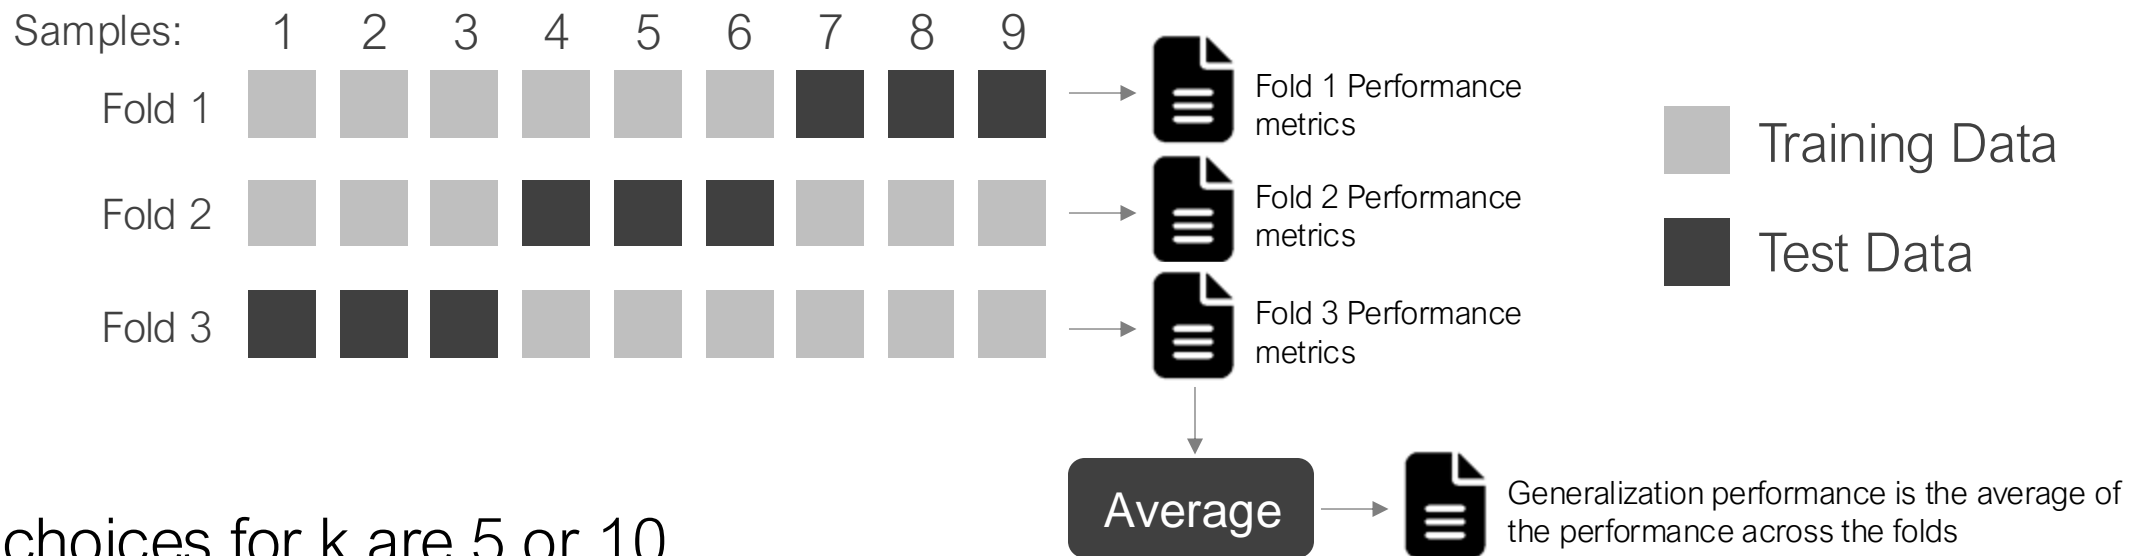 Samples: 1 2 3 4 5 6 7 8 9
Fold 1
Fold 1 Performance
metrics
Training Data
Fold 2
Fold 2 Performance
metrics
Test Data
Fold 3
Fold 3 Performance
metrics
Average
Generalization performance is the average of
the performance across the folds
choices for k are 5 or 10